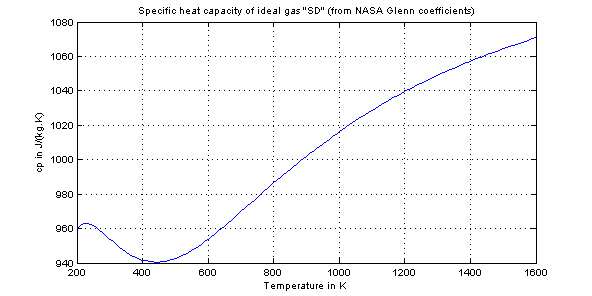 Specific heat capacity of ideal gas "SD" (from NASA Glenn coefficients)
1080
1060
1040
1020
1000
980
960
940
cp in J/(kg.K)
200 400 600 800 1000 1200 1400 1600
Temperature in K